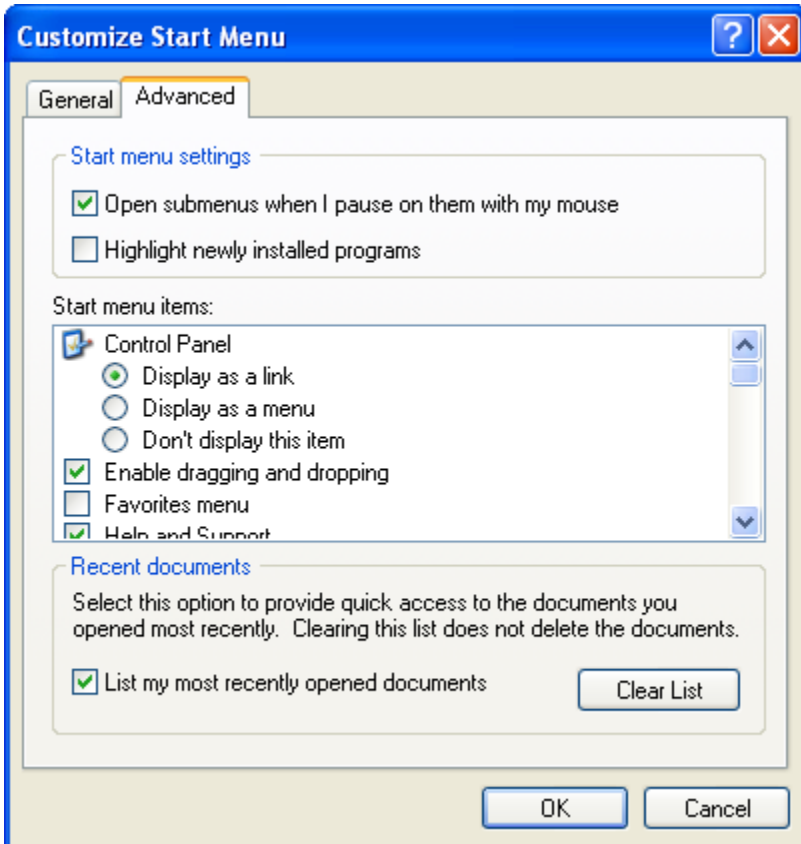 Customize Start Menu
General
Advanced
Start menu settings
Open submenus when I pause on them with my mouse
Highlight newly installed programs
Start menu items:
Control Panel
Display as a link
Display as a menu
Don't display this item
Enable dragging and dropping
Favorites menu
Help and Support
Recent documents
Select this option to provide quick access to the documents you
opened most recently.  Clearing this list does not delete the documents.
List my most recently opened documents
Clear List
OK
Cancel